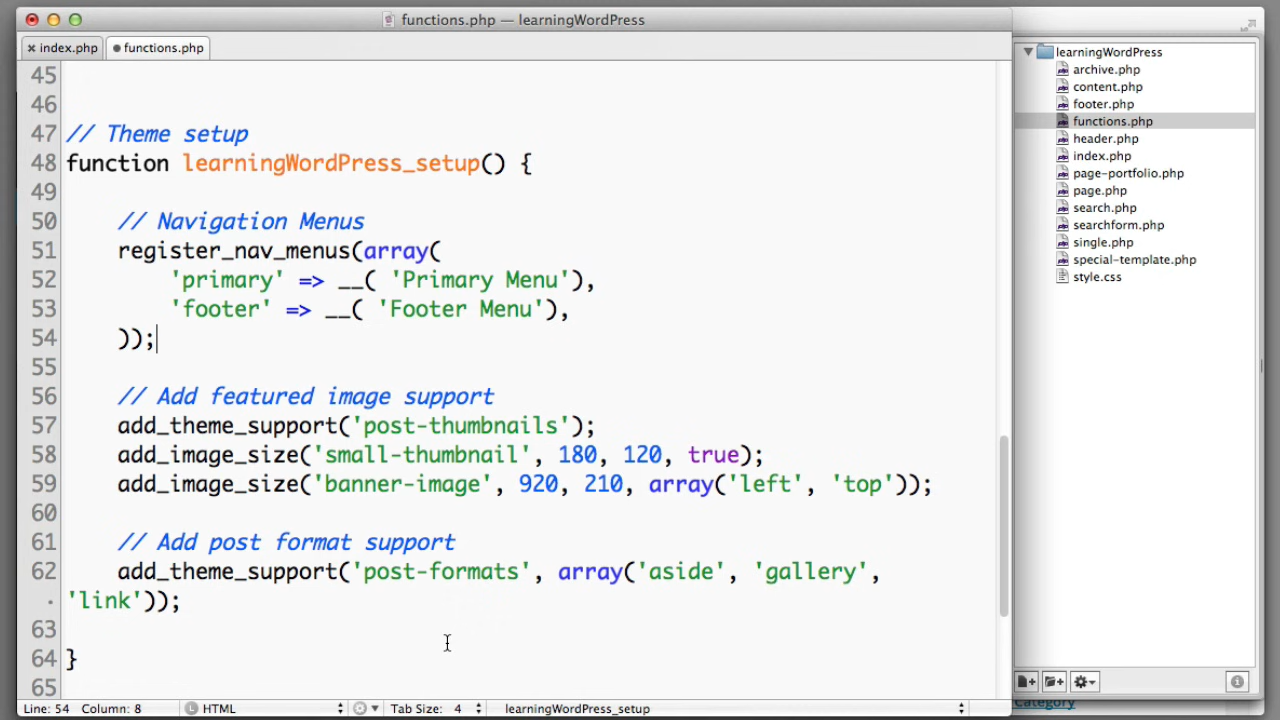 functions.php — learningWordPress
index.php
functions.php
45
46
47 // Theme setup
48 function learningWordPress_setup() {
49
50 // Navigation Menus
51 register_nav_menus(array(
52 'primary' => __( 'Primary Menu'),
53 'footer' => __( 'Footer Menu'),
54 ));
55
56 // Add featured image support
57 add_theme_support('post-thumbnails');
58 add_image_size('small-thumbnail', 180, 120, true);
59 add_image_size('banner-image', 920, 210, array('left', 'top'));
60
61 // Add post format support
62 add_theme_support('post-formats', array('aside', 'gallery',
'link'));
63
64 }
65
Line: 54 Column: 8 L HTML Tab Size: 4 learningWordPress_setup
learningWordPress
archive.php
content.php
footer.php
functions.php
header.php
index.php
page-portfolio.php
page.php
search.php
searchform.php
single.php
special-template.php
style.css
Category